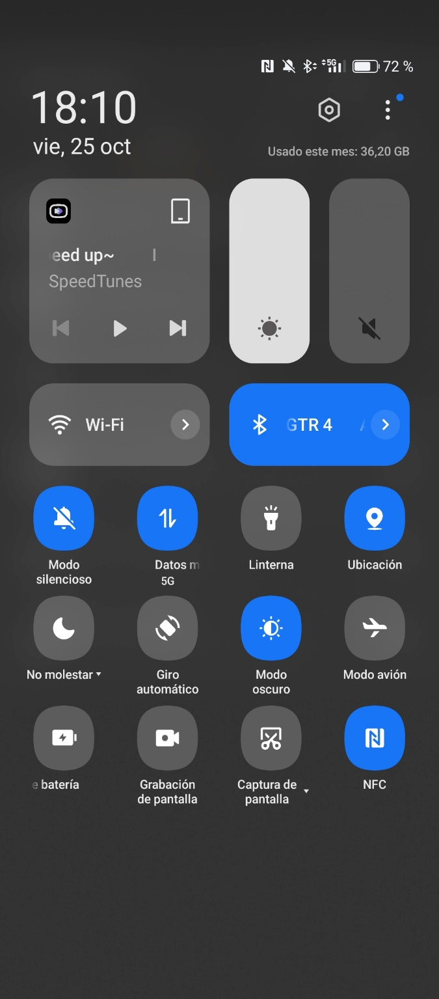 5G 72 %
18:10
vie, 25 oct
Usado este mes: 36,20 GB
eed up~
SpeedTunes
Wi-Fi
GTR 4
Modo
silencioso
Datos m
5G
Linterna
Ubicación
No molestar
Giro
automático
Modo
oscuro
Modo avión
e batería
Grabación
de pantalla
Captura de
pantalla
NFC